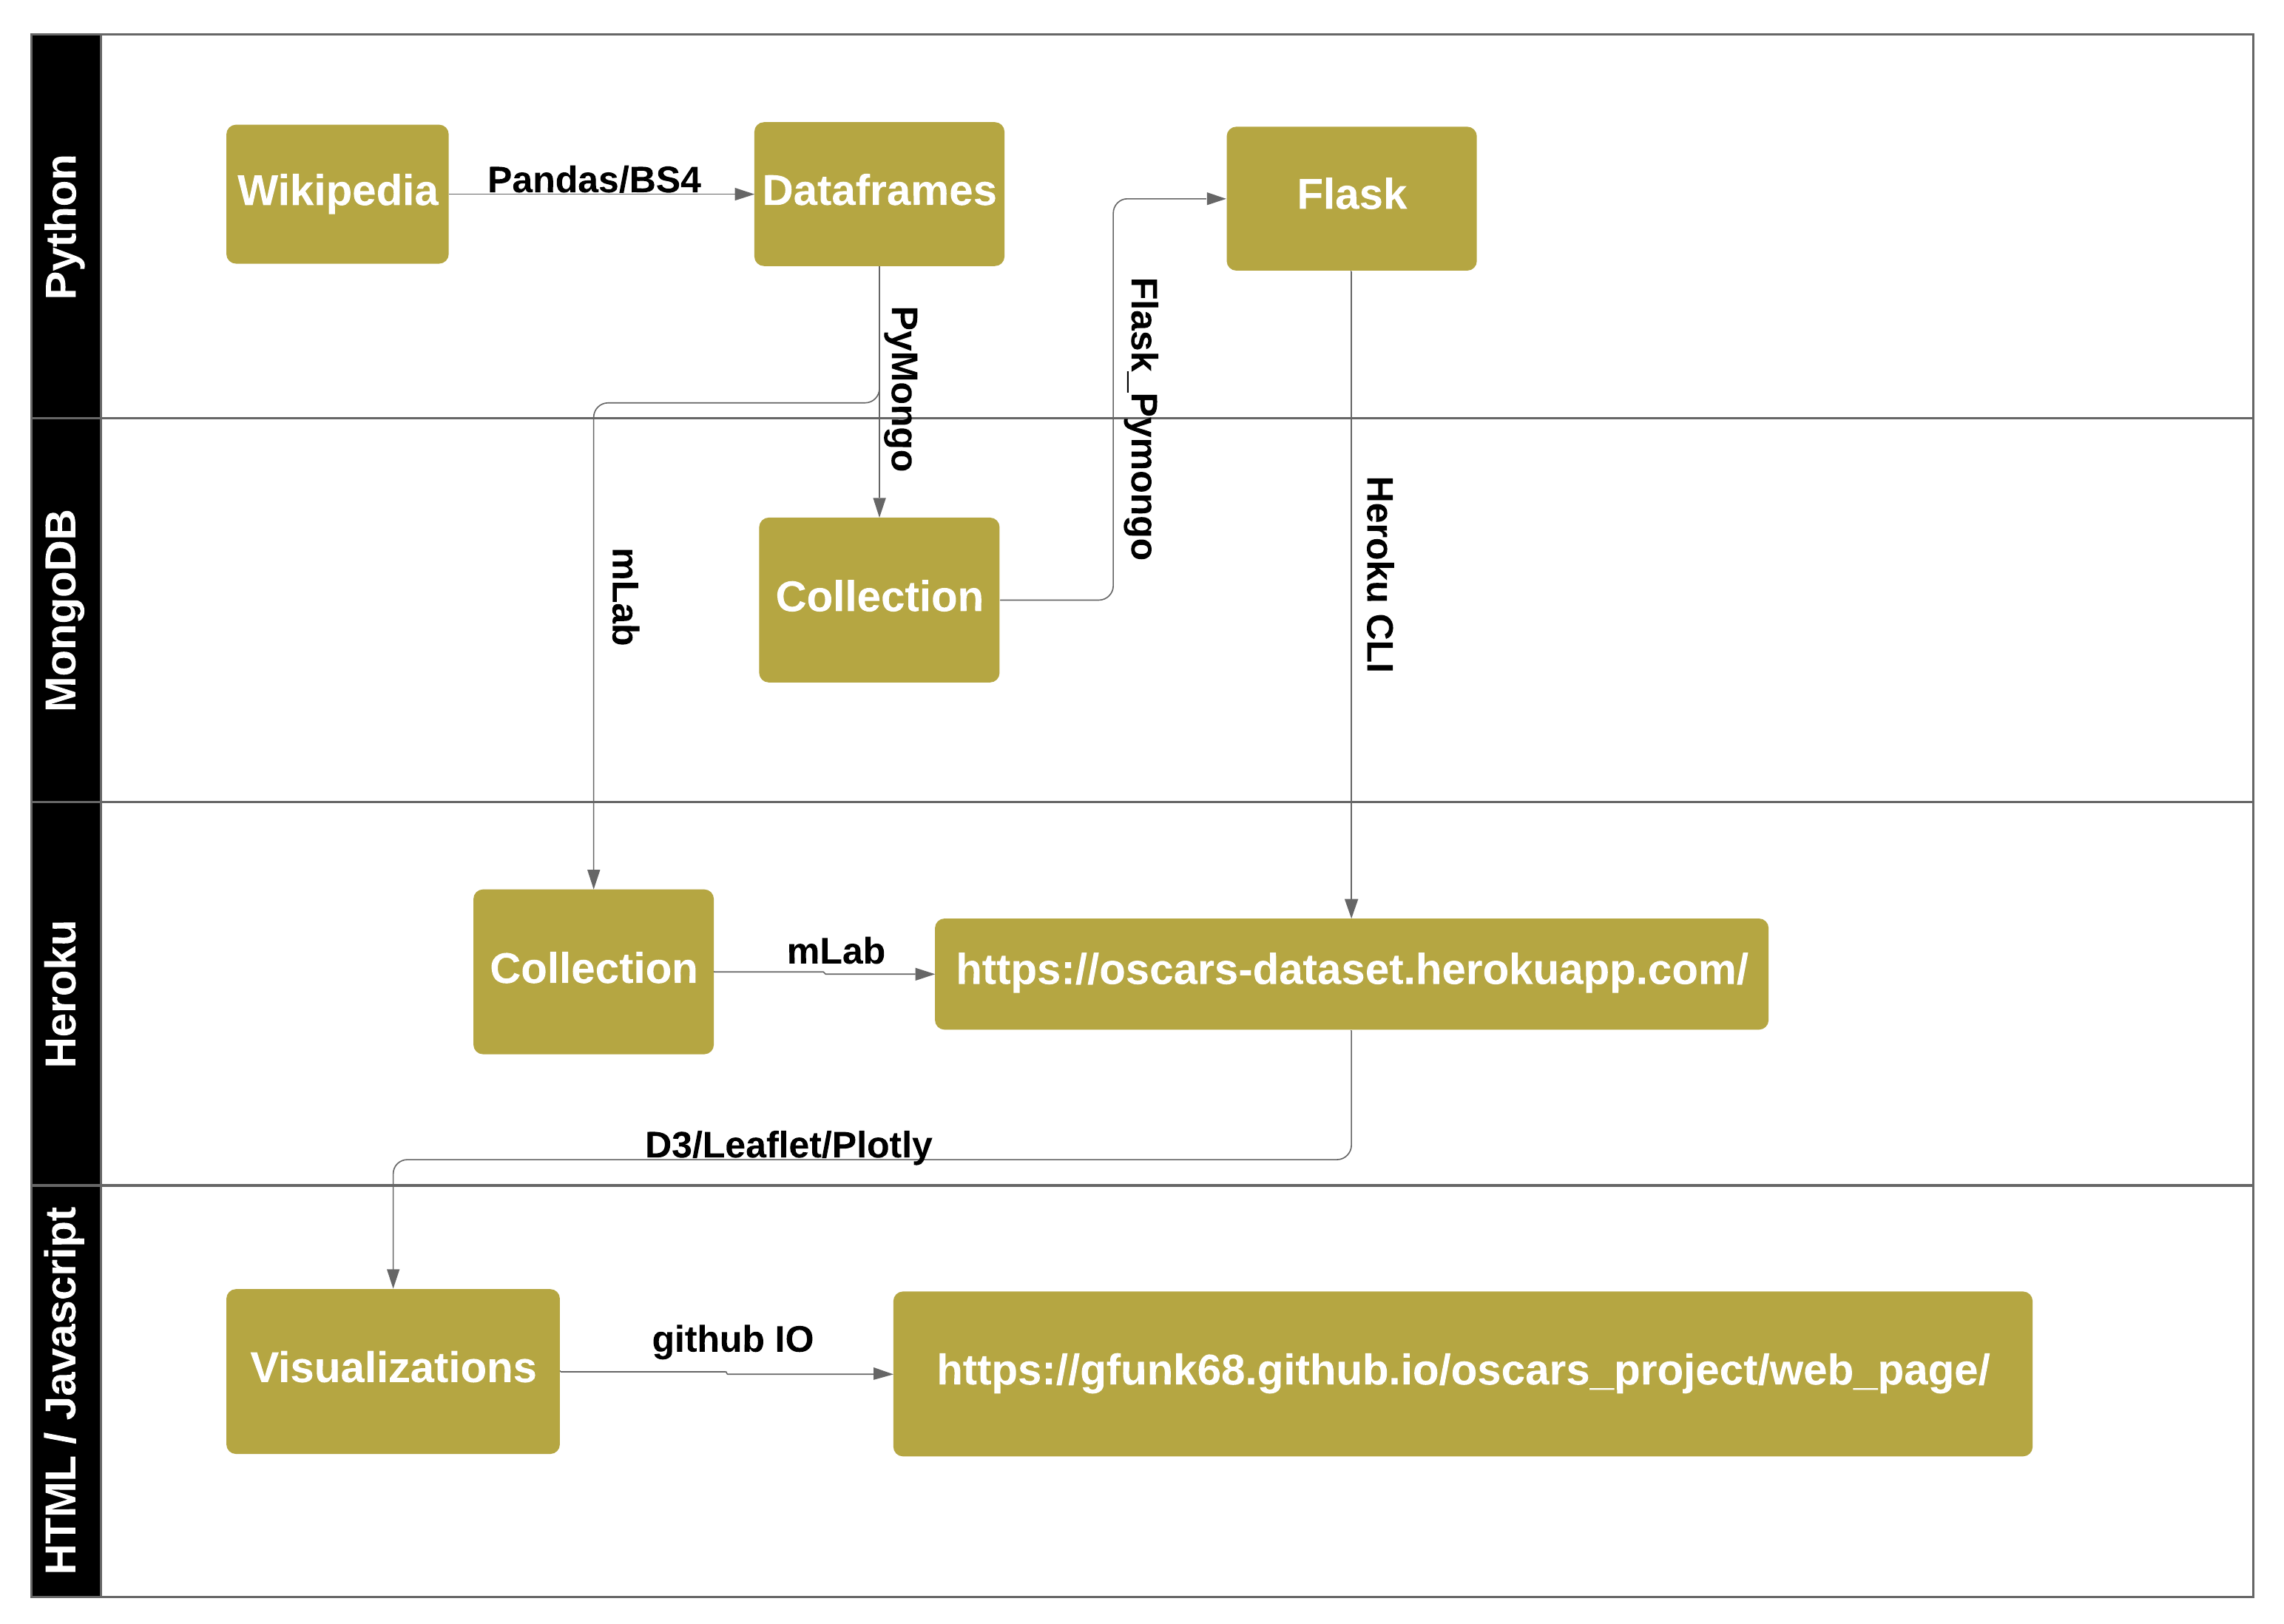 Python
Wikipedia
Pandas/BS4
Dataframes
Flask
PyMongo
Flask_Pymongo
MongoDB
mLab
Collection
Heroku CLI
Heroku
Collection
mLab
https://oscars-dataset.herokuapp.com/
D3/Leaflet/Plotly
HTML / Javascript
Visualizations
github IO
https://gfunk68.github.io/oscars_project/web_page/